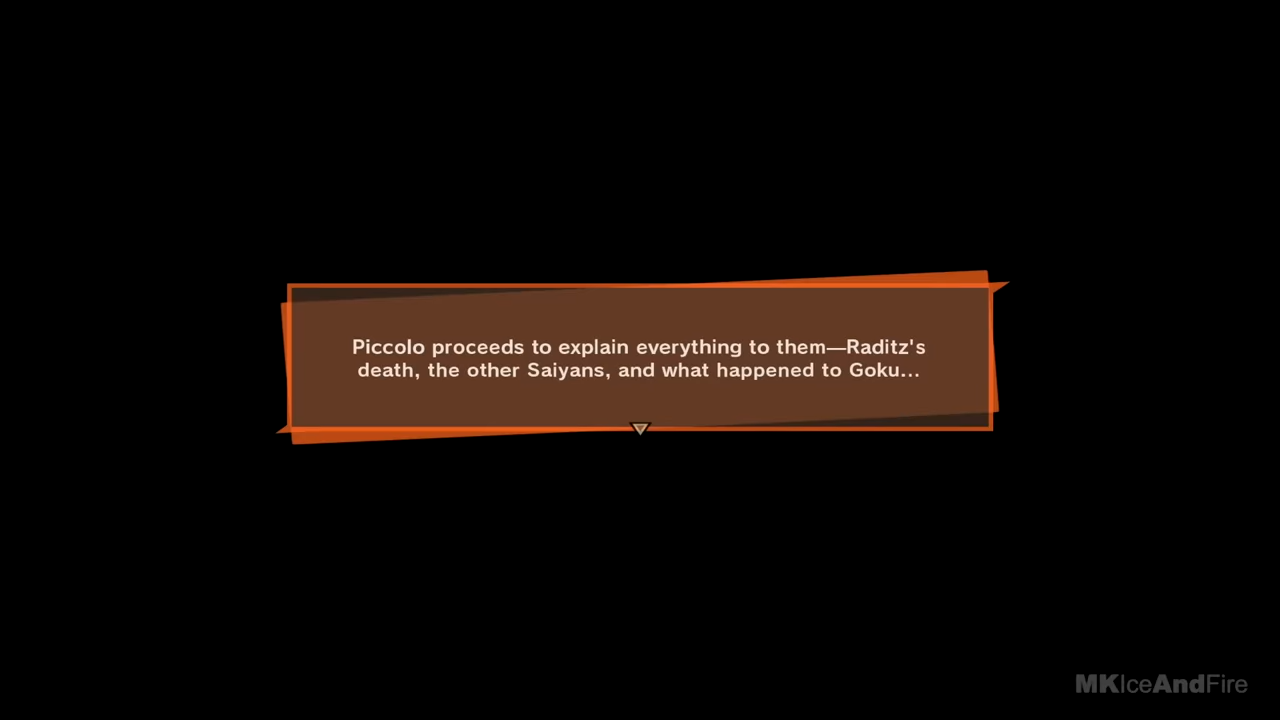 Piccolo proceeds to explain everything to them—Raditz's
death, the other Saiyans, and what happened to Goku...
MKIceAndFire